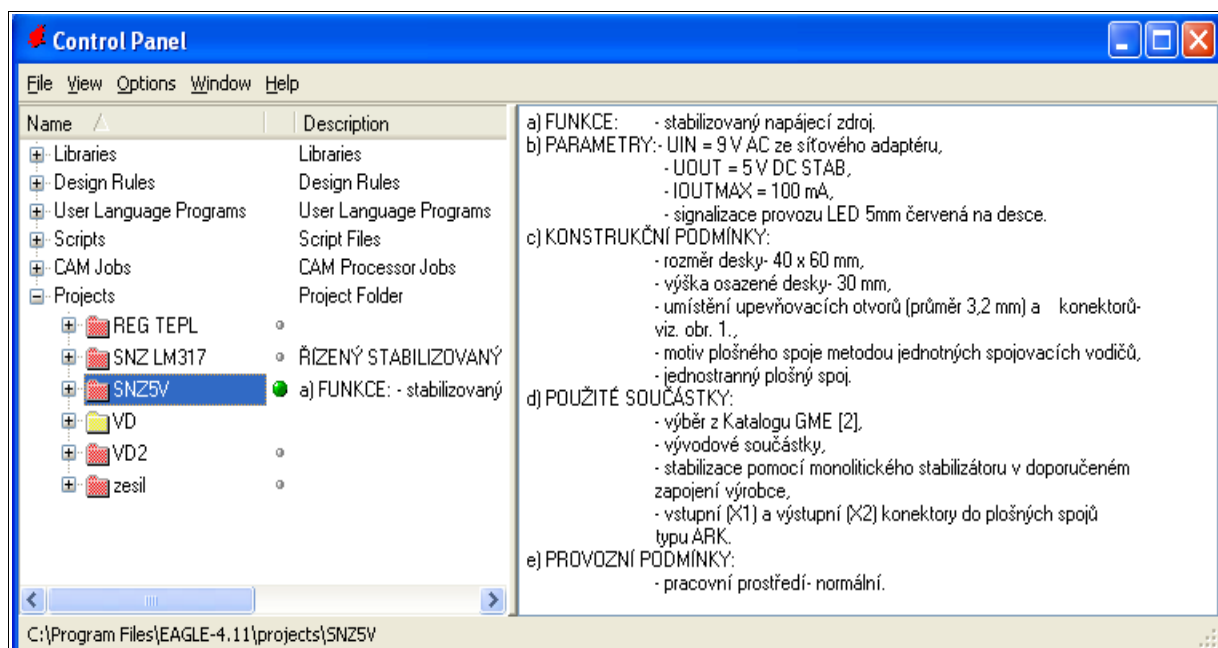 Control Panel
File View Options Window Help
Name Description
Libraries Libraries
Design Rules Design Rules
User Language Programs User Language Programs
Scripts Script Files
CAM Jobs CAM Processor Jobs
Projects Project Folder
REG TEPL
SNZ LM317 ŘÍZENÝ STABILIZOVANÝ
SNZ5V a) FUNKCE: - stabilizovaný
VD
VD2
zesil
a) FUNKCE: - stabilizovaný napájecí zdroj.
b) PARAMETRY:- UIN = 9 V AC ze síťového adaptéru,
- UOUT = 5 V DC STAB,
- IOUTMAX = 100 mA,
- signalizace provozu LED 5mm červená na desce.
c) KONSTRUKČNÍ PODMÍNKY:
- rozměr desky- 40 x 60 mm,
- výška osazené desky- 30 mm,
- umístění upevňovacích otvorů (průměr 3,2 mm) a konektorů-
viz. obr. 1.,
- motiv plošného spoje metodou jednotných spojovacích vodičů,
- jednostranný plošný spoj.
d) POUŽITÉ SOUČÁSTKY:
- výběr z Katalogu GME [2],
- vývodové součástky,
- stabilizace pomocí monolitického stabilizátoru v doporučeném
zapojení výrobce,
- vstupní (X1) a výstupní (X2) konektory do plošných spojů
typu ARK.
e) PROVOZNÍ PODMÍNKY:
- pracovní prostředí- normální.
C:\Program Files\EAGLE-4.11\projects\SNZ5V